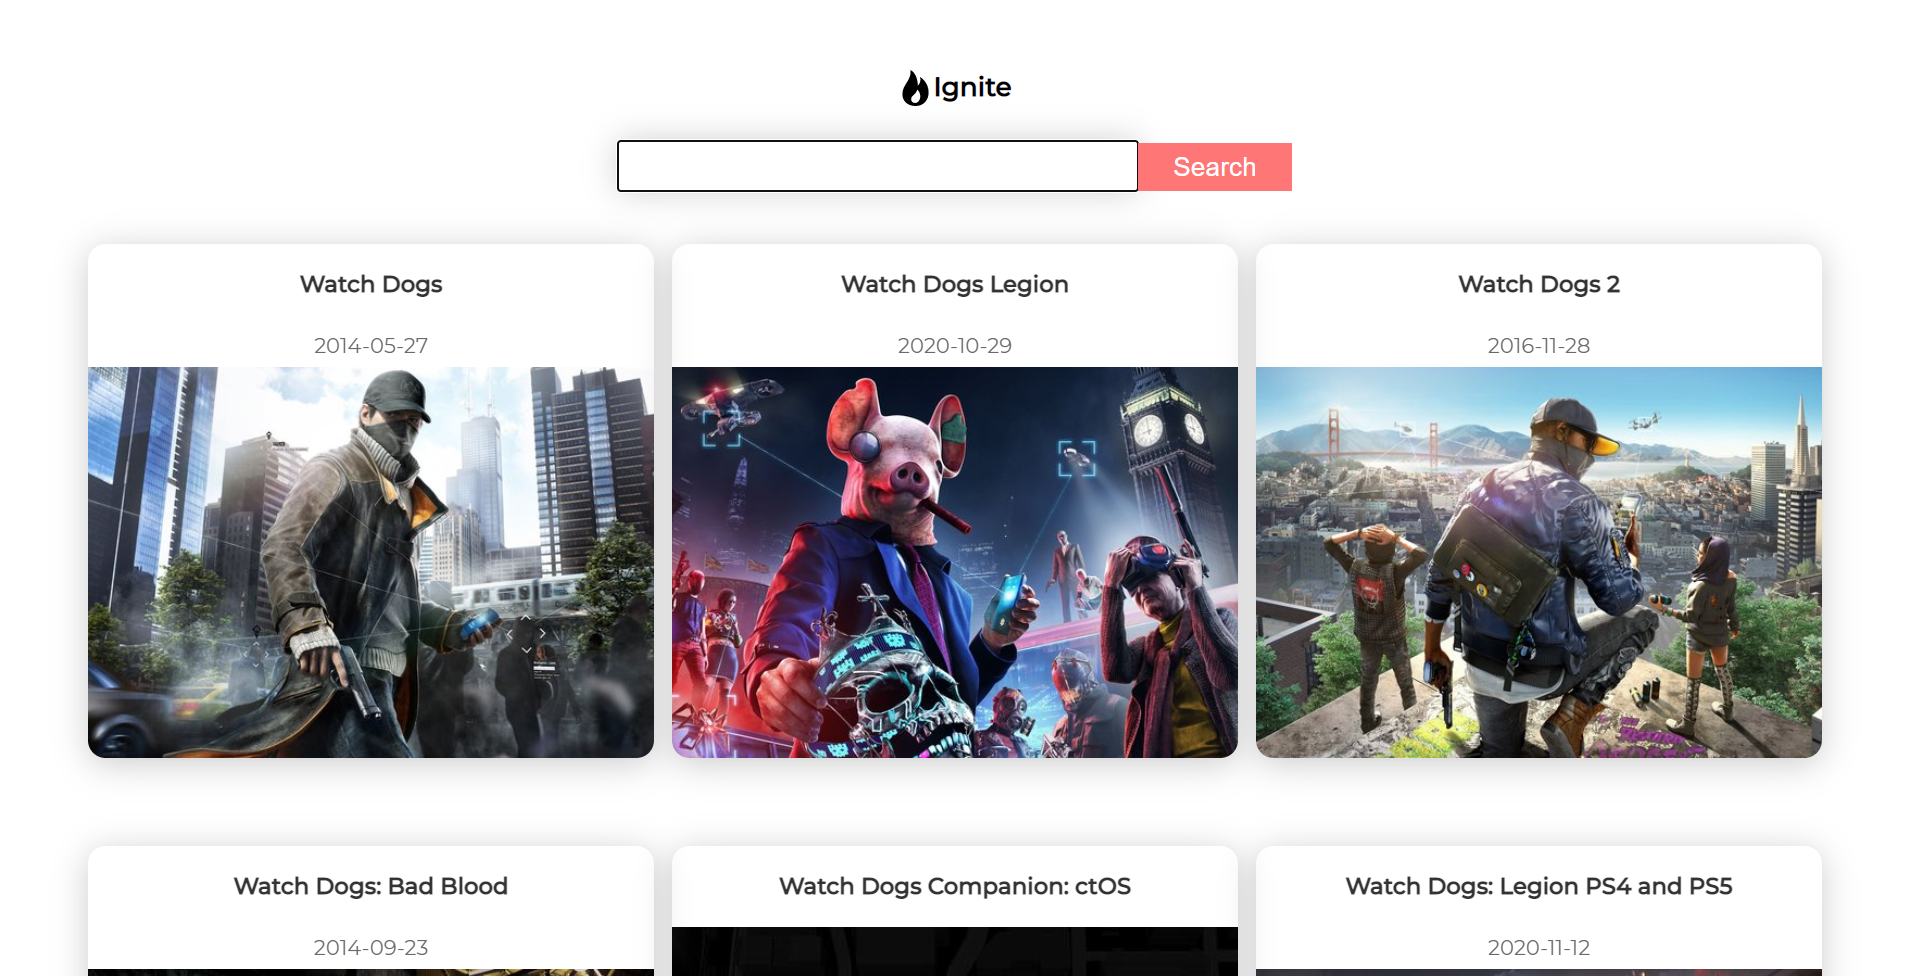 Ignite
Search
Watch Dogs
2014-05-27
Watch Dogs Legion
2020-10-29
Watch Dogs 2
2016-11-28
Watch Dogs: Bad Blood
2014-09-23
Watch Dogs Companion: ctOS
Watch Dogs: Legion PS4 and PS5
2020-11-12